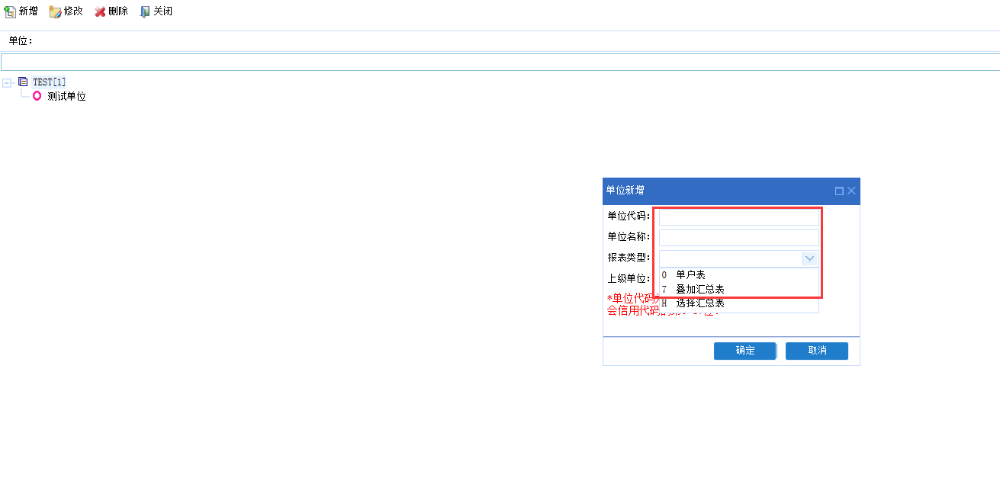 新增 修改 删除 关闭
单位:
TEST[1]
测试单位
单位新增
单位代码:
单位名称:
报表类型:
上级单位:
0 单户表
7 叠加汇总表
H 选择汇总表
*单位代码
会信用代码
确定 取消